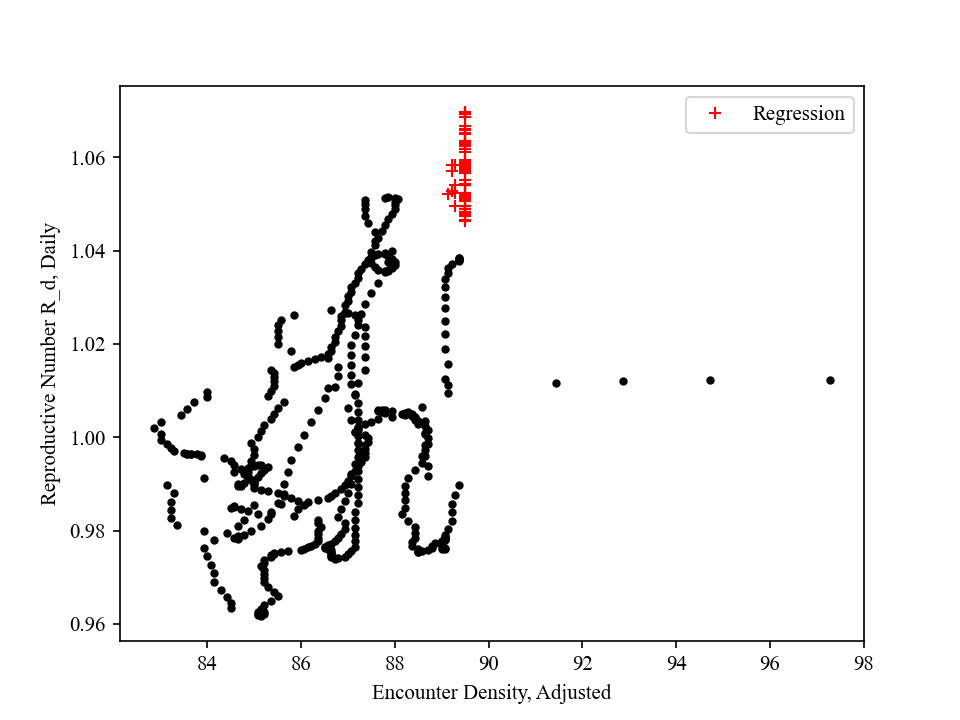 Regression
1.06
1.04
1.02
1.00
0.98
0.96
Reproductive Number R_d, Daily
84 86 88 90 92 94 96 98
Encounter Density, Adjusted